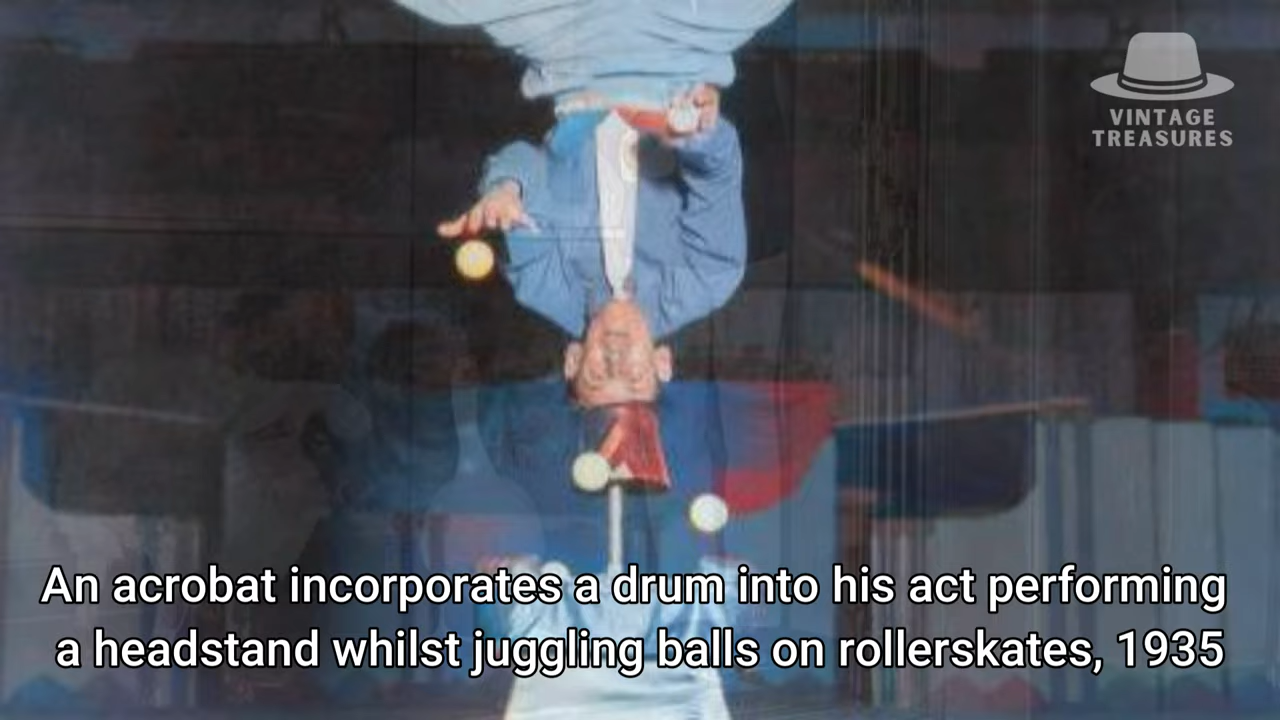 VINTAGE
TREASURES
An acrobat incorporates a drum into his act performing
a headstand whilst juggling balls on rollerskates, 1935